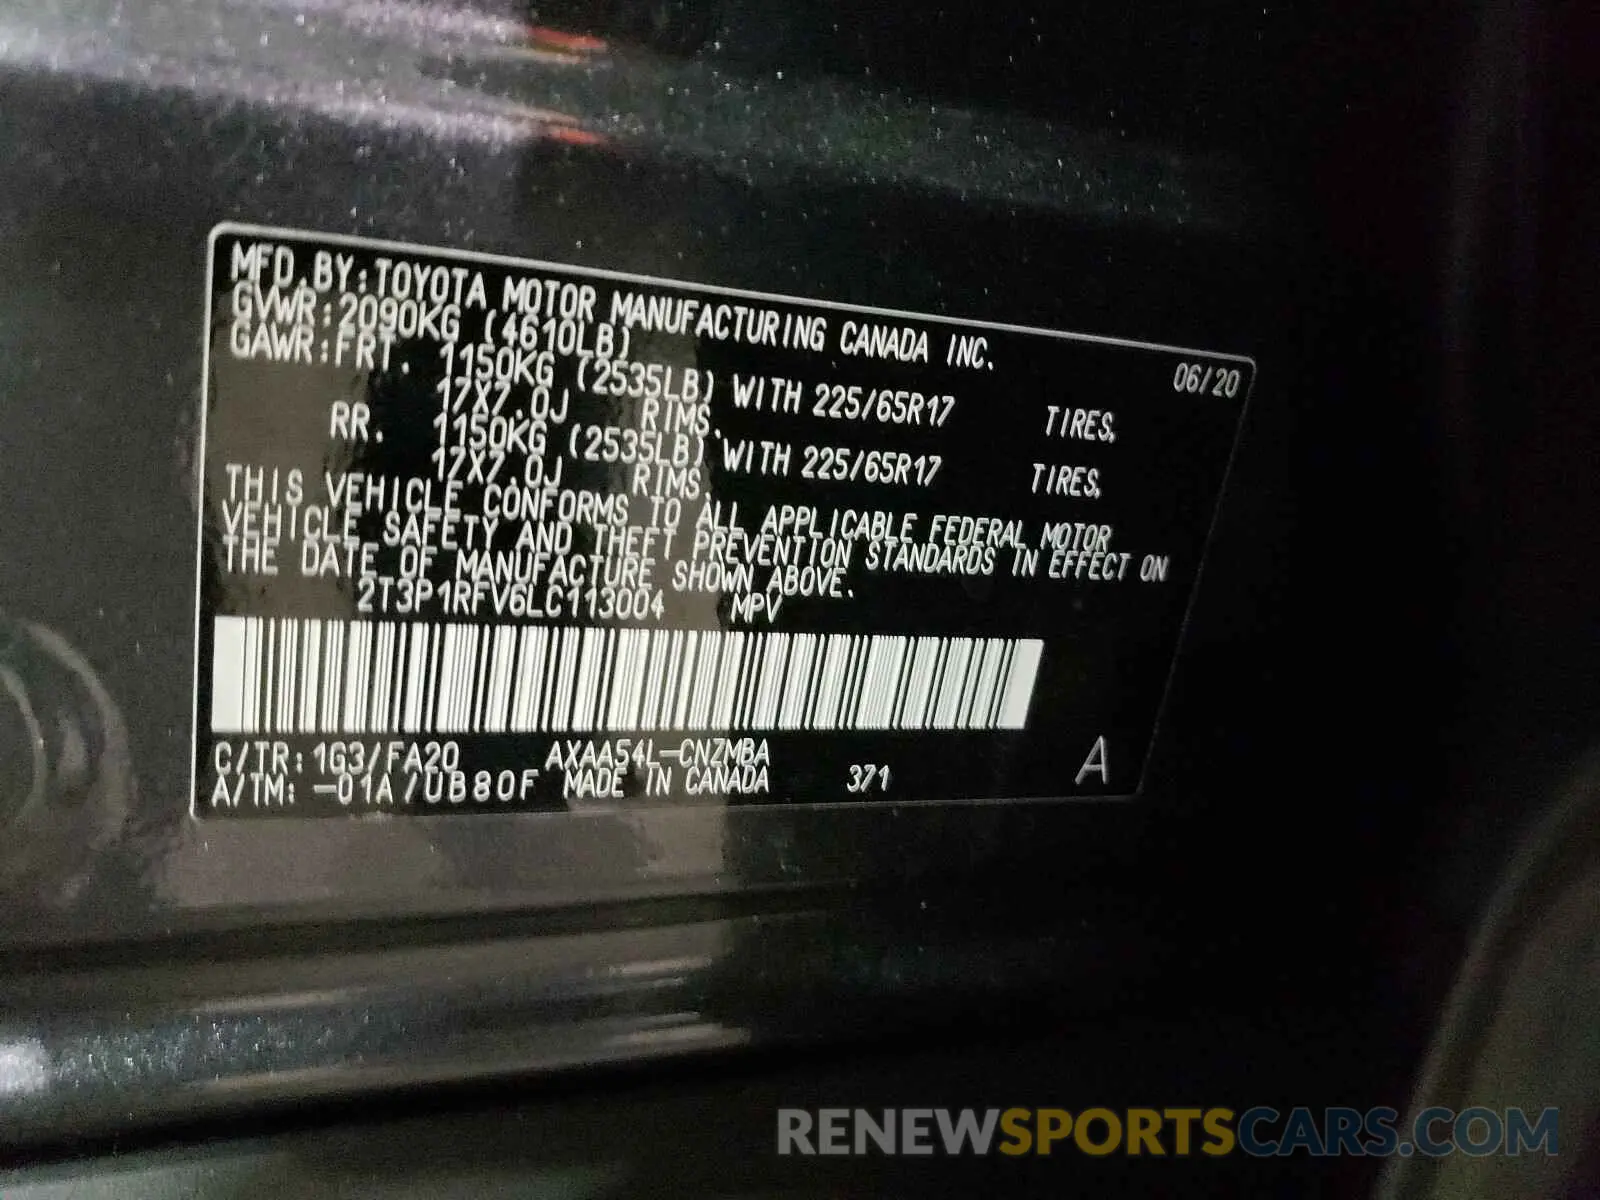 MFD.BY:TOYOTA MOTOR MANUFACTURING CANADA INC.
GVWR:2090KG (4610LB) 06/20
GAWR:FRT. 1150KG (2535LB) WITH 225/65R17 TIRES,
17X7.0J RIMS.
RR. 1150KG (2535LB) WITH 225/65R17 TIRES,
17X7.0J RIMS.
THIS VEHICLE CONFORMS TO ALL APPLICABLE FEDERAL MOTOR
VEHICLE SAFETY AND THEFT PREVENTION STANDARDS IN EFFECT ON
THE DATE OF MANUFACTURE SHOWN ABOVE.
2T3P1RFV6LC113004 MPV
C/TR:1G3/FA20 AXAA54L-CNZMBA
A/TM: -01A/UB80F MADE IN CANADA 371 A
RENEWSPORTSCARS.COM